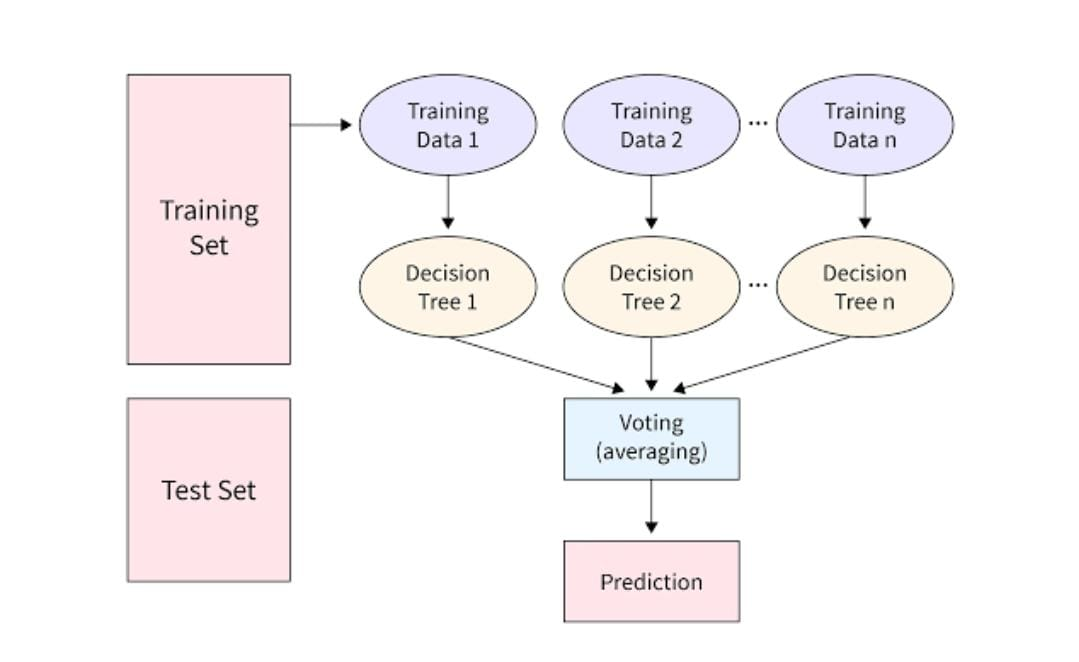 Training
Set
Training
Data 1
Training
Data 2
...
Training
Data n
Decision
Tree 1
Decision
Tree 2
...
Decision
Tree n
Voting
(averaging)
Test Set
Prediction